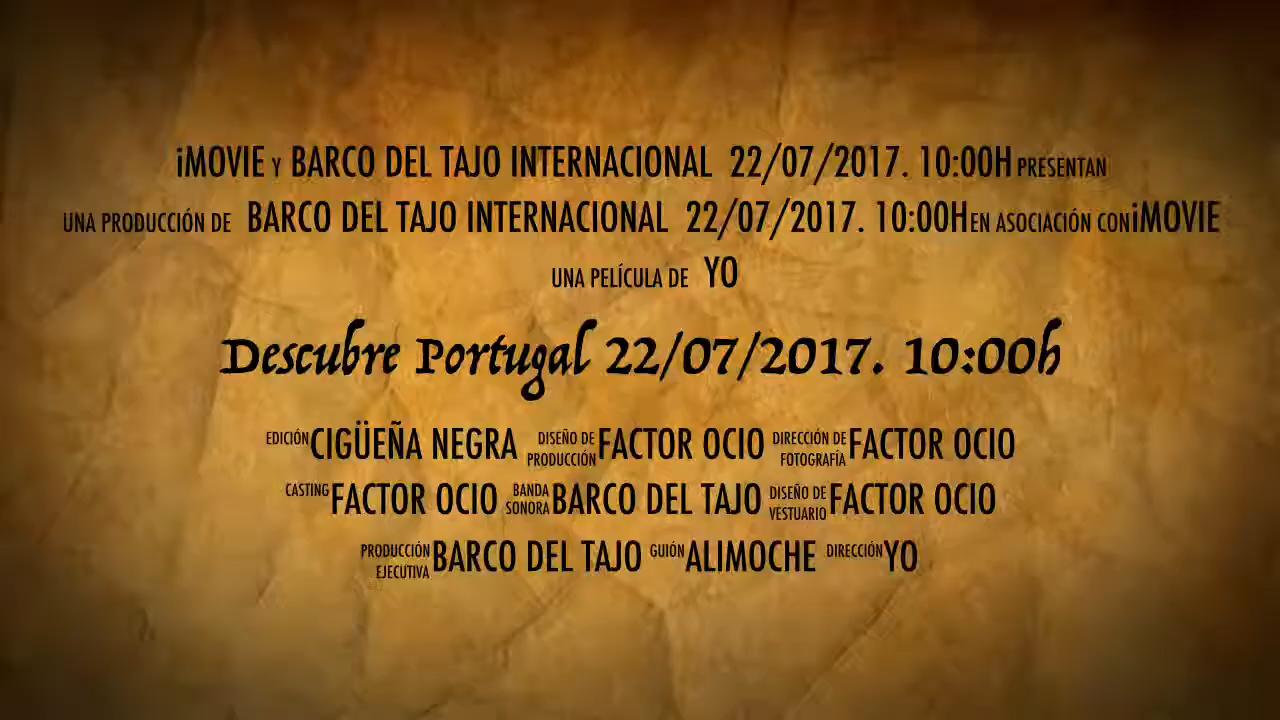 iMOVIE Y BARCO DEL TAJO INTERNACIONAL 22/07/2017. 10:00H PRESENTAN
UNA PRODUCCIÓN DE BARCO DEL TAJO INTERNACIONAL 22/07/2017. 10:00H EN ASOCIACIÓN CON iMOVIE
UNA PELÍCULA DE YO
Descubre Portugal 22/07/2017. 10:00h
EDICIÓN CIGÜEÑA NEGRA DISEÑO DE PRODUCCIÓN FACTOR OCIO DIRECCIÓN DE FOTOGRAFÍA FACTOR OCIO
CASTING FACTOR OCIO BANDA SONORA BARCO DEL TAJO DISEÑO DE VESTUARIO FACTOR OCIO
PRODUCCIÓN EJECUTIVA BARCO DEL TAJO GUIÓN ALIMOCHE DIRECCIÓN YO